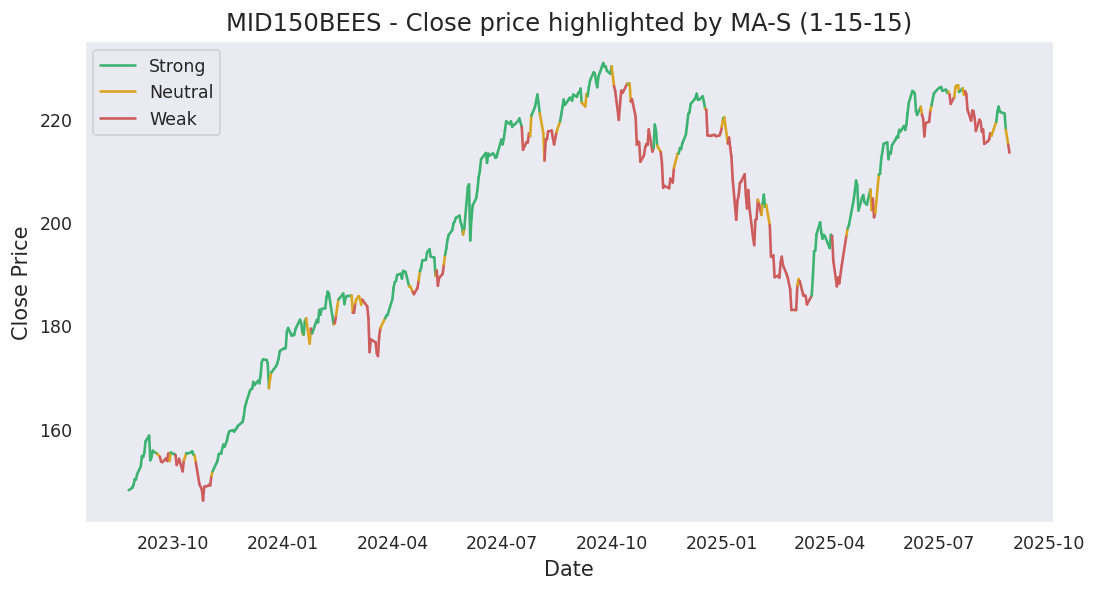 MID150BEES - Close price highlighted by MA-S (1-15-15)
Strong
Neutral
Weak
Close Price
220
200
180
160
2023-10 2024-01 2024-04 2024-07 2024-10 2025-01 2025-04 2025-07 2025-10
Date